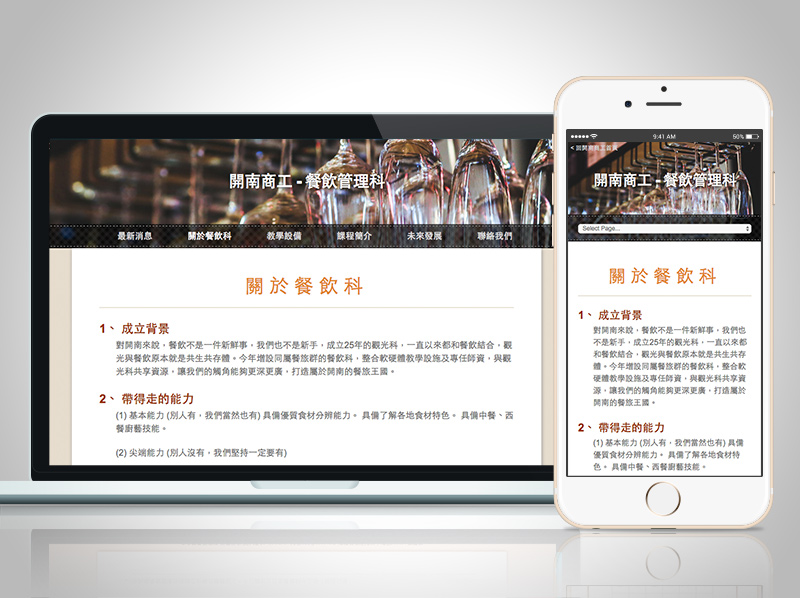 開南商工 - 餐飲管理科
最新消息 關於餐飲科 教學設備 課程簡介 未來發展 聯絡我們
關於餐飲科
1、 成立背景
對開南來說，餐飲不是一件新鮮事，我們也不是新手，成立25年的觀光科，一直以來都和餐飲結合，觀
光與餐飲原本就是共生共存體。今年增設同屬餐旅群的餐飲科，整合軟硬體教學設施及專任師資，與觀
光科共享資源，讓我們的觸角能夠更深更廣，打造屬於開南的餐旅王國。
2、 帶得走的能力
(1) 基本能力 (別人有，我們當然也有) 具備優質食材分辨能力。 具備了解各地食材特色。 具備中餐、西
餐廚藝技能。
(2) 尖端能力 (別人沒有，我們堅持一定要有)
9:41 AM
50%
< 回開南商工首頁
開南商工 - 餐飲管理科
Select Page...
關於餐飲科
1、 成立背景
對開南來說，餐飲不是一件新鮮事，我們也
不是新手，成立25年的觀光科，一直以來都
和餐飲結合，觀光與餐飲原本就是共生共存
體。今年增設同屬餐旅群的餐飲科，整合軟
硬體教學設施及專任師資，與觀光科共享資
源，讓我們的觸角能夠更深更廣，打造屬於
開南的餐旅王國。
2、 帶得走的能力
(1) 基本能力 (別人有，我們當然也有) 具備
優質食材分辨能力。 具備了解各地食材特
色。 具備中餐、西餐廚藝技能。